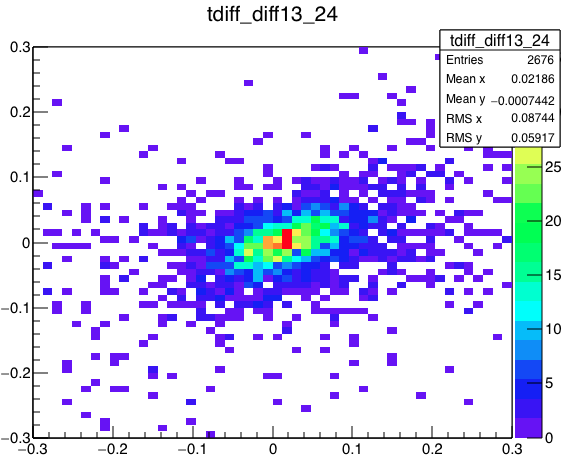 tdiff_diff13_24
tdiff_diff13_24
Entries 2676
Mean x 0.02186
Mean y −0.0007442
RMS x 0.08744
RMS y 0.05917
0.3
0.2
0.1
0
−0.1
−0.2
−0.3
−0.3 −0.2 −0.1 0 0.1 0.2 0.3
25
20
15
10
5
0